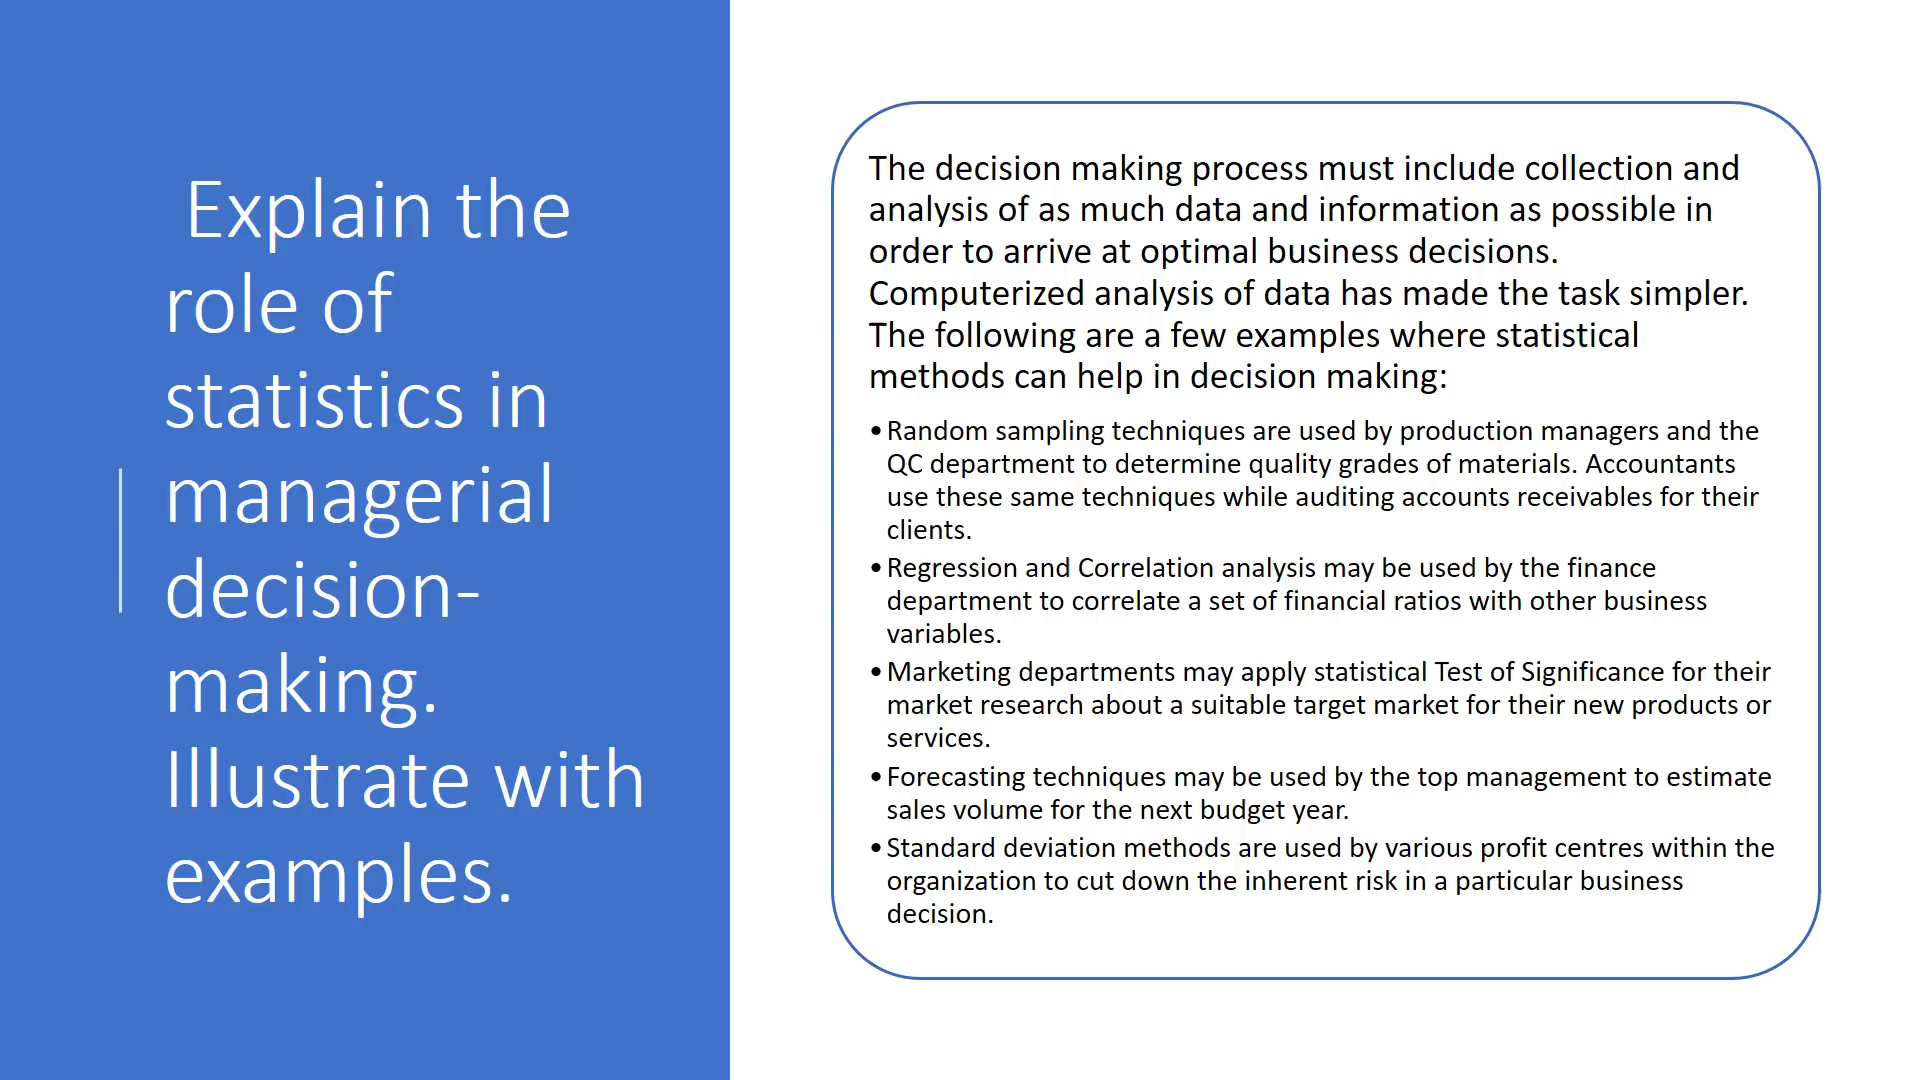 Explain the
role of
statistics in
managerial
decision-
making.
Illustrate with
examples.
The decision making process must include collection and
analysis of as much data and information as possible in
order to arrive at optimal business decisions.
Computerized analysis of data has made the task simpler.
The following are a few examples where statistical
methods can help in decision making:
•Random sampling techniques are used by production managers and the
QC department to determine quality grades of materials. Accountants
use these same techniques while auditing accounts receivables for their
clients.
•Regression and Correlation analysis may be used by the finance
department to correlate a set of financial ratios with other business
variables.
•Marketing departments may apply statistical Test of Significance for their
market research about a suitable target market for their new products or
services.
•Forecasting techniques may be used by the top management to estimate
sales volume for the next budget year.
•Standard deviation methods are used by various profit centres within the
organization to cut down the inherent risk in a particular business
decision.